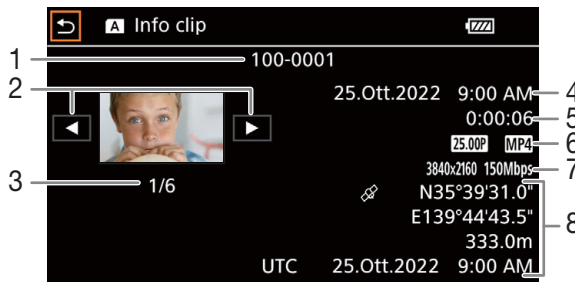 A Info clip
1 100-0001
2
25.Ott.2022 9:00 AM 4
0:00:06 5
25.00P MP4 6
3840x2160 150Mbps 7
3 1/6
N35°39'31.0"
E139°44'43.5" 8
333.0m
UTC 25.Ott.2022 9:00 AM